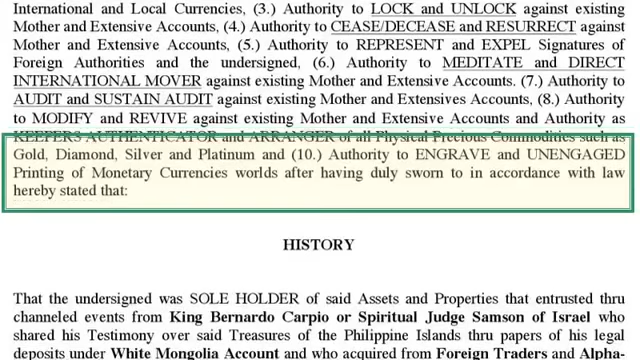 International and Local Currencies, (3.) Authority to LOCK and UNLOCK against existing
Mother and Extensive Accounts, (4.) Authority to CEASE/DECEASE and RESURRECT against
Mother and Extensive Accounts, (5.) Authority to REPRESENT and EXPEL Signatures of
Foreign Authorities and the undersigned, (6.) Authority to MEDITATE and DIRECT
INTERNATIONAL MOVER against existing Mother and Extensive Accounts. (7.) Authority to
AUDIT and SUSTAIN AUDIT against existing Mother and Extensives Accounts, (8.) Authority
to MODIFY and REVIVE against existing Mother and Extensive Accounts and Authority as
KEEPERS AUTHENTICATOR and ARRANGER of all Physical Precious Commodities such as
Gold, Diamond, Silver and Platinum and (10.) Authority to ENGRAVE and UNENGAGED
Printing of Monetary Currencies worlds after having duly sworn to in accordance with law
hereby stated that:
HISTORY
That the undersigned was SOLE HOLDER of said Assets and Properties that entrusted thru
channeled events from King Bernardo Carpio or Spiritual Judge Samson of Israel who
shared his Testimony over said Treasures of the Philippine Islands thru papers of his legal
deposits under White Mongolia Account and who acquired from Foreign Traders and Alpha-